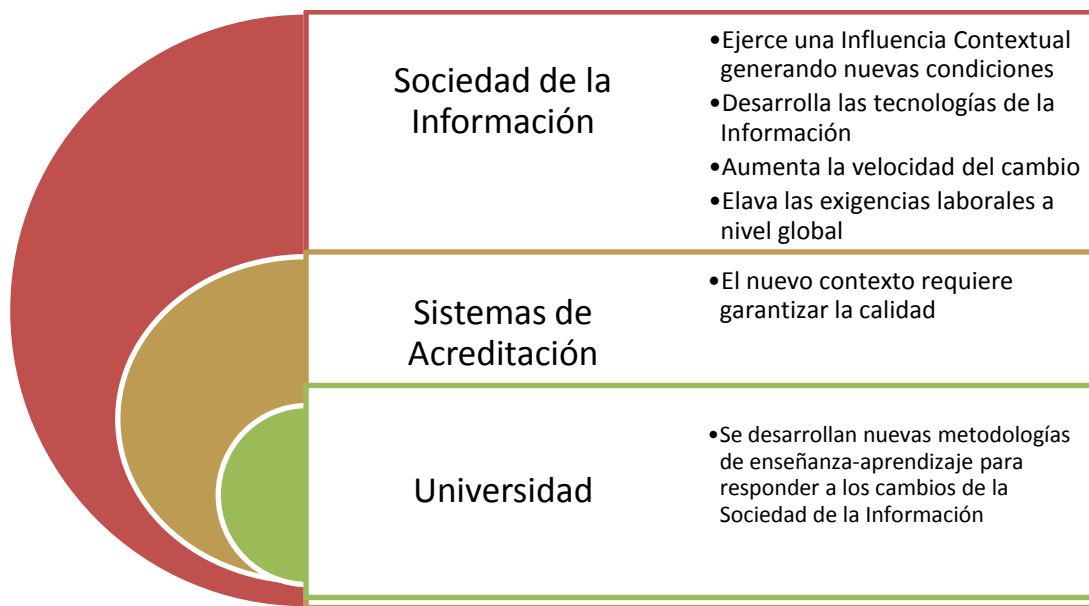 Sociedad de la
Información
•Ejerce una Influencia Contextual
generando nuevas condiciones
•Desarrolla las tecnologías de la
Información
•Aumenta la velocidad del cambio
•Elava las exigencias laborales a
nivel global
Sistemas de
Acreditación
•El nuevo contexto requiere
garantizar la calidad
Universidad
•Se desarrollan nuevas metodologías
de enseñanza-aprendizaje para
responder a los cambios de la
Sociedad de la Información